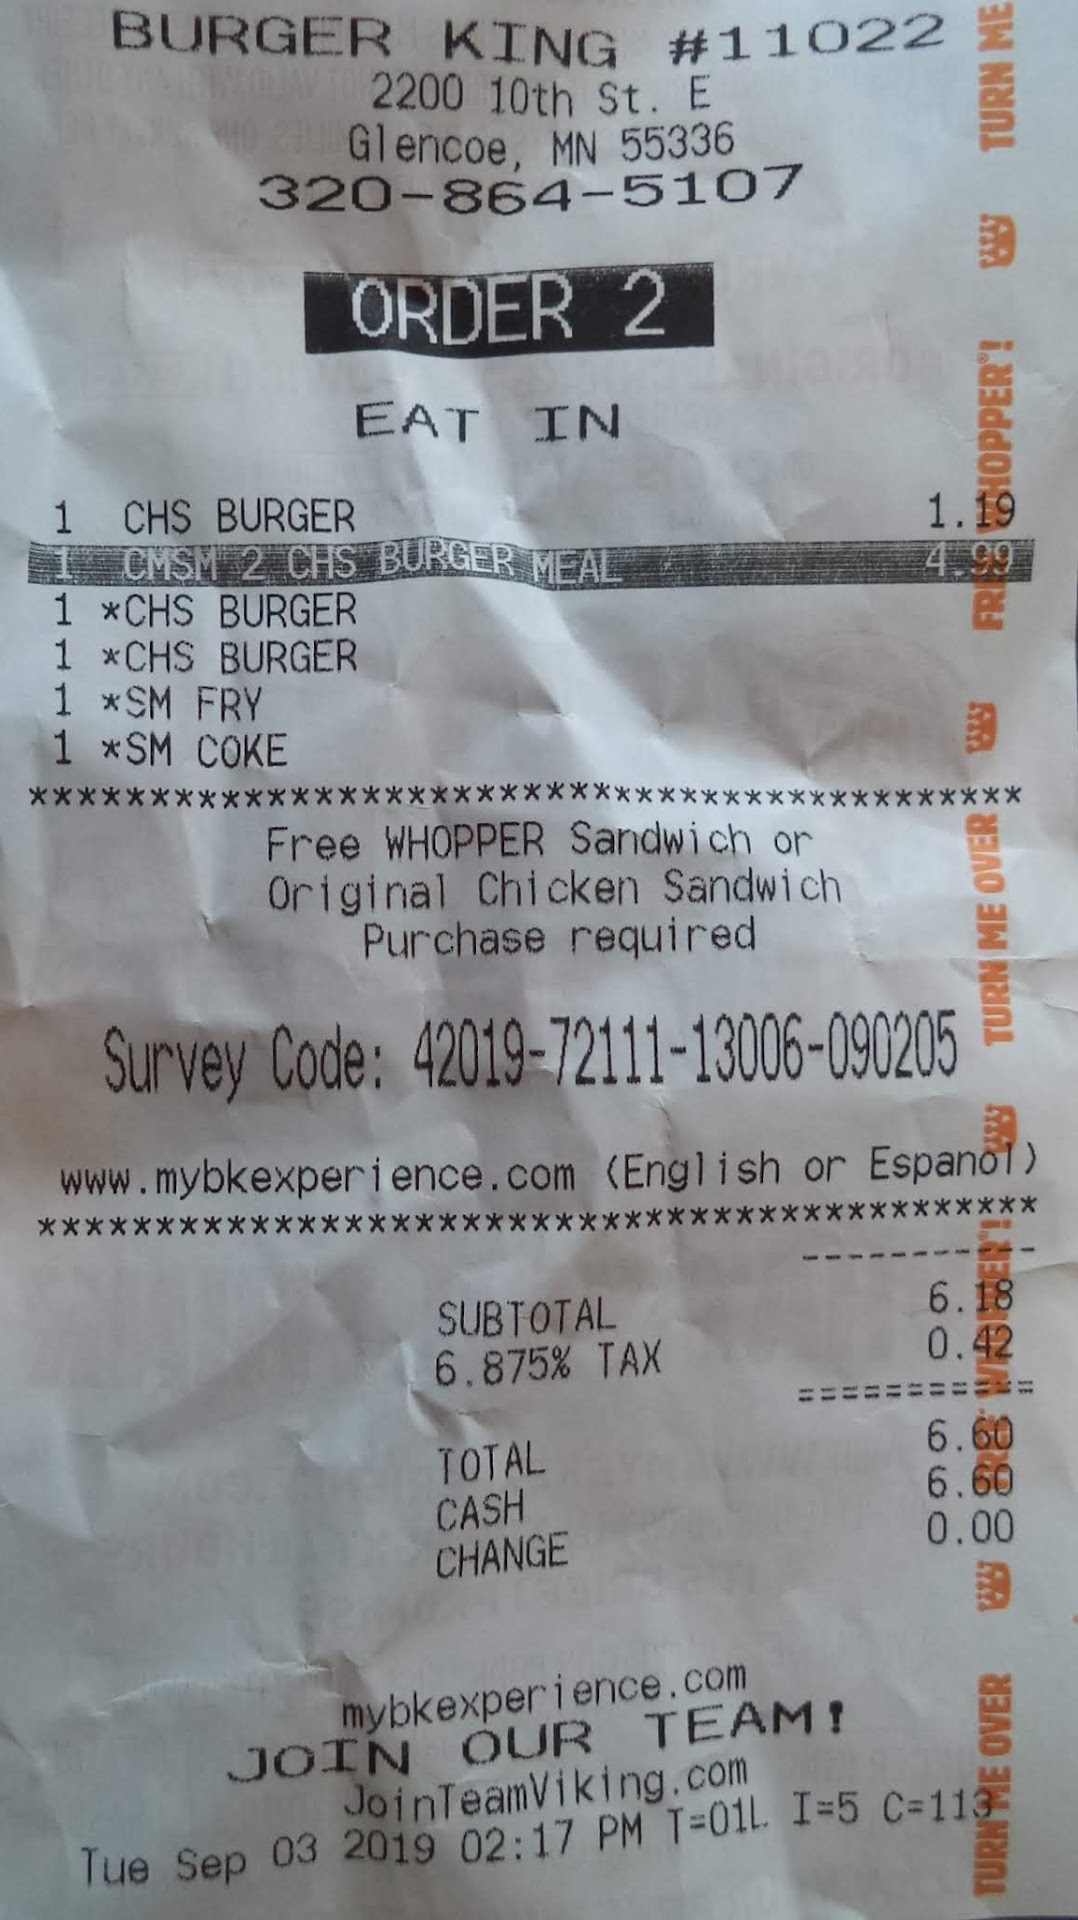 BURGER KING #11022
2200 10th St. E
Glencoe, MN 55336
320-864-5107
ORDER 2
EAT IN
1 CHS BURGER 1.19
1 CMSM 2 CHS BURGER MEAL 4.99
1 *CHS BURGER
1 *CHS BURGER
1 *SM FRY
1 *SM COKE
******************************************
Free WHOPPER Sandwich or
Original Chicken Sandwich
Purchase required
Survey Code: 42019-72111-13006-090205
www.mybkexperience.com (English or Espanol)
******************************************
----------
SUBTOTAL 6.18
6.875% TAX 0.42
==========
TOTAL 6.60
CASH 6.60
CHANGE 0.00
mybkexperience.com
JOIN OUR TEAM!
JoinTeamViking.com
Tue Sep 03 2019 02:17 PM T=01L I=5 C=113
TURN ME OVER
FREE WHOPPER®!
TURN ME OVER
FREE WHOPPER®!
TURN ME